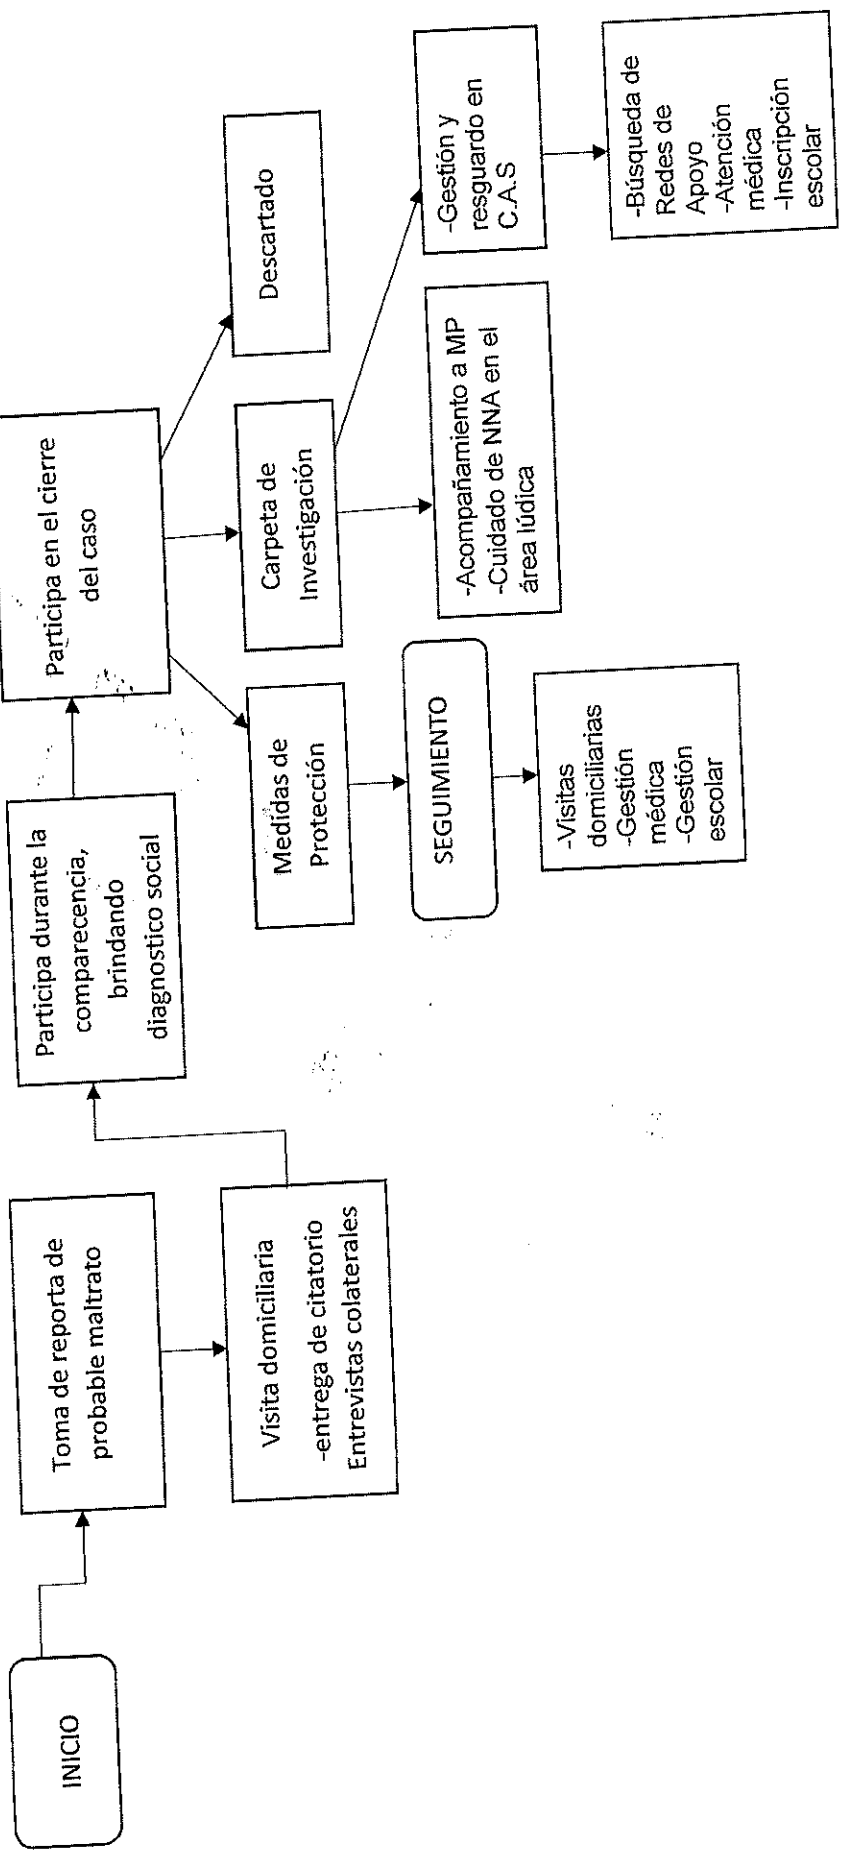 INICIO
Toma de reporta de
probable maltrato
Visita domiciliaria
-entrega de citatorio
Entrevistas colaterales
Participa durante la
comparecencia,
brindando
diagnostico social
Participa en el cierre
del caso
Medidas de
Protección
SEGUIMIENTO
-Visitas
domiciliarias
-Gestión
médica
-Gestión
escolar
Carpeta de
Investigación
-Acompañamiento a MP
-Cuidado de NNA en el
área lúdica
Descartado
-Gestión y
resguardo en
C.A.S
-Búsqueda de
Redes de
Apoyo
-Atención
médica
-Inscripción
escolar